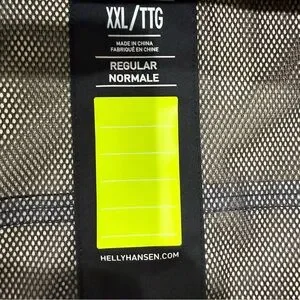 XXL/TTG
MADE IN CHINA
FABRIQUÉ EN CHINE
REGULAR
NORMALE
HELLYHANSEN.COM